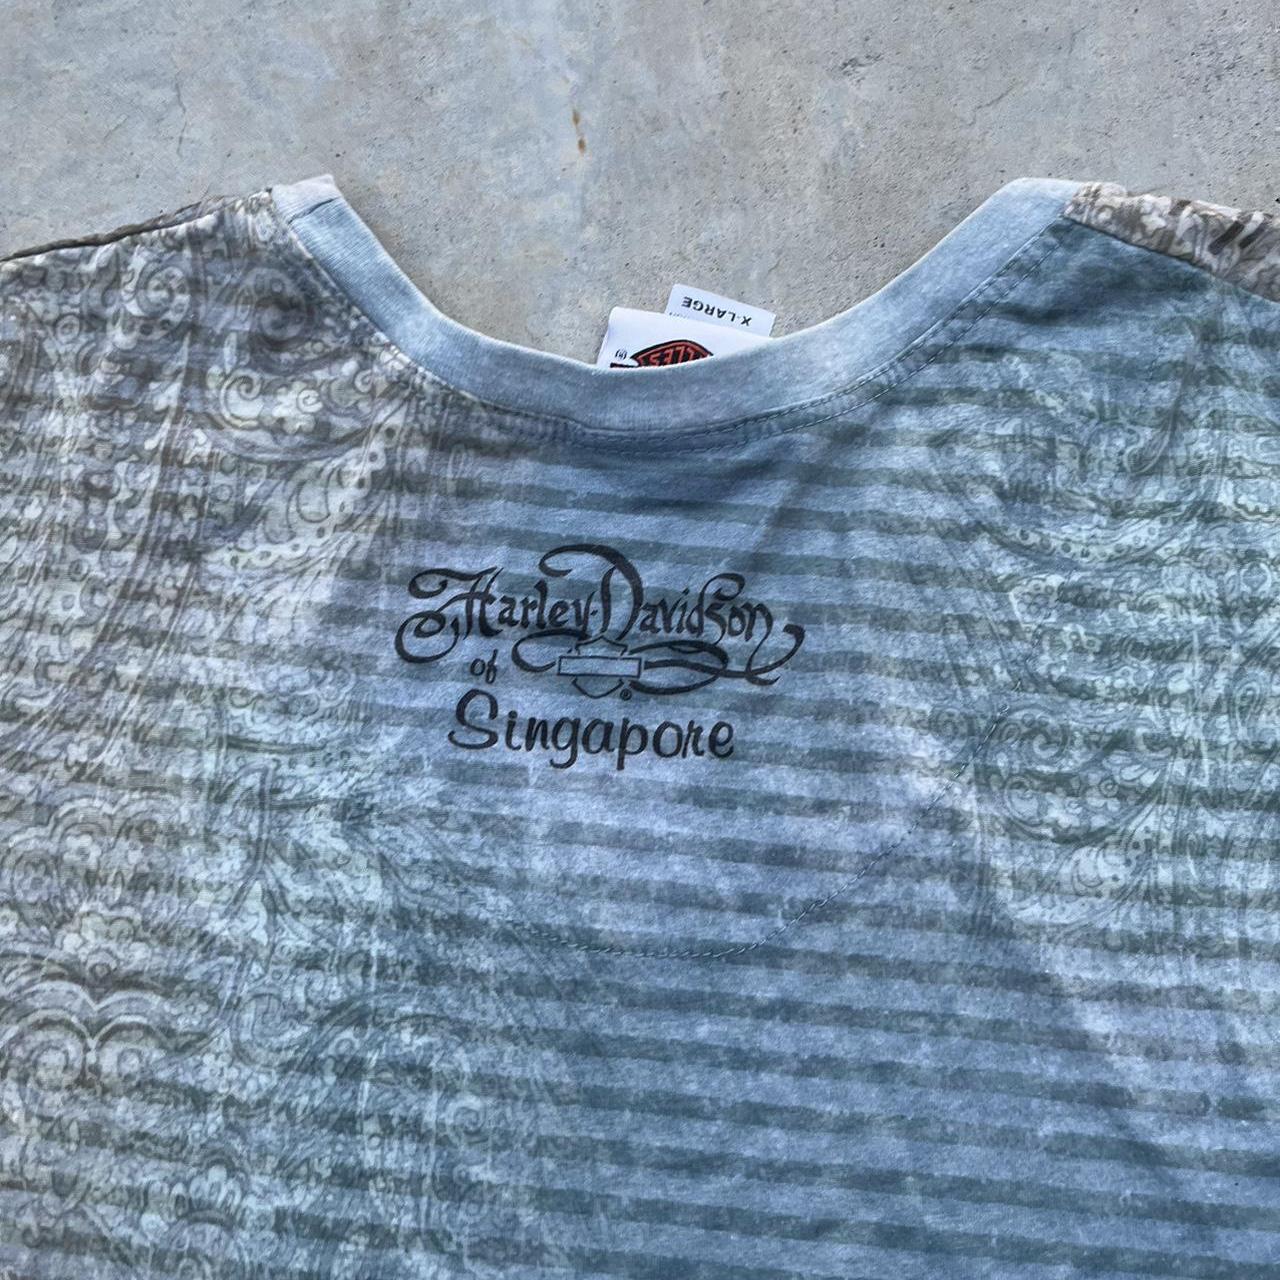 X-LARGE
Harley-Davidson
of
Singapore